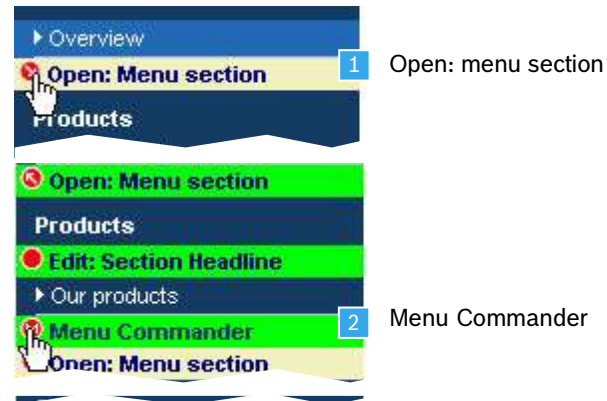 Overview
Open: Menu section
1 Open: menu section
Products
Open: Menu section
Products
Edit: Section Headline
Our products
Menu Commander
2 Menu Commander
Open: Menu section